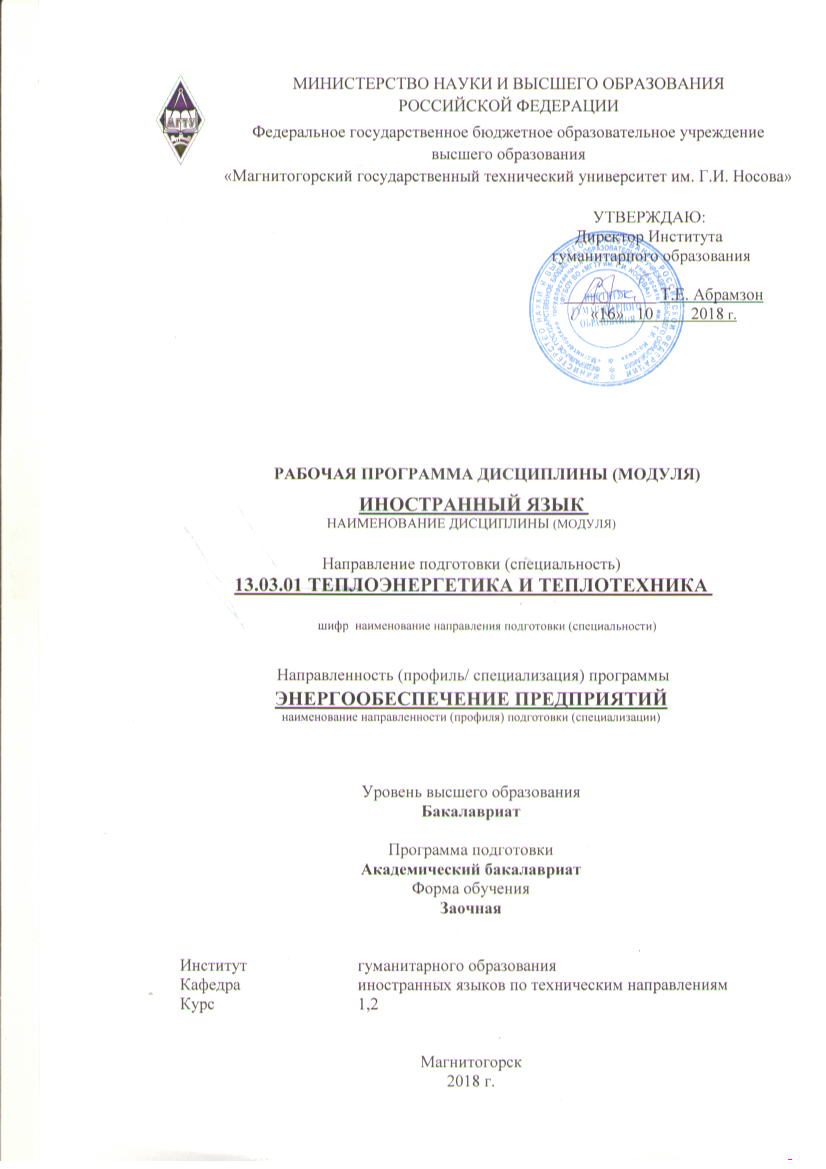 МГТУ
МИНИСТЕРСТВО НАУКИ И ВЫСШЕГО ОБРАЗОВАНИЯ
РОССИЙСКОЙ ФЕДЕРАЦИИ
Федеральное государственное бюджетное образовательное учреждение
высшего образования
«Магнитогорский государственный технический университет им. Г.И. Носова»
УТВЕРЖДАЮ:
Директор Института
гуманитарного образования
Т.Е. Абрамзон
«16» 10 2018 г.
ИНСТИТУТ
ГУМАНИТАРНОГО
ОБРАЗОВАНИЯ
РАБОЧАЯ ПРОГРАММА ДИСЦИПЛИНЫ (МОДУЛЯ)
ИНОСТРАННЫЙ ЯЗЫК
НАИМЕНОВАНИЕ ДИСЦИПЛИНЫ (МОДУЛЯ)
Направление подготовки (специальность)
13.03.01 ТЕПЛОЭНЕРГЕТИКА И ТЕПЛОТЕХНИКА
шифр наименование направления подготовки (специальности)
Направленность (профиль/ специализация) программы
ЭНЕРГООБЕСПЕЧЕНИЕ ПРЕДПРИЯТИЙ
наименование направленности (профиля) подготовки (специализации)
Уровень высшего образования
Бакалавриат
Программа подготовки
Академический бакалавриат
Форма обучения
Заочная
Институт гуманитарного образования
Кафедра иностранных языков по техническим направлениям
Курс 1,2
Магнитогорск
2018 г.